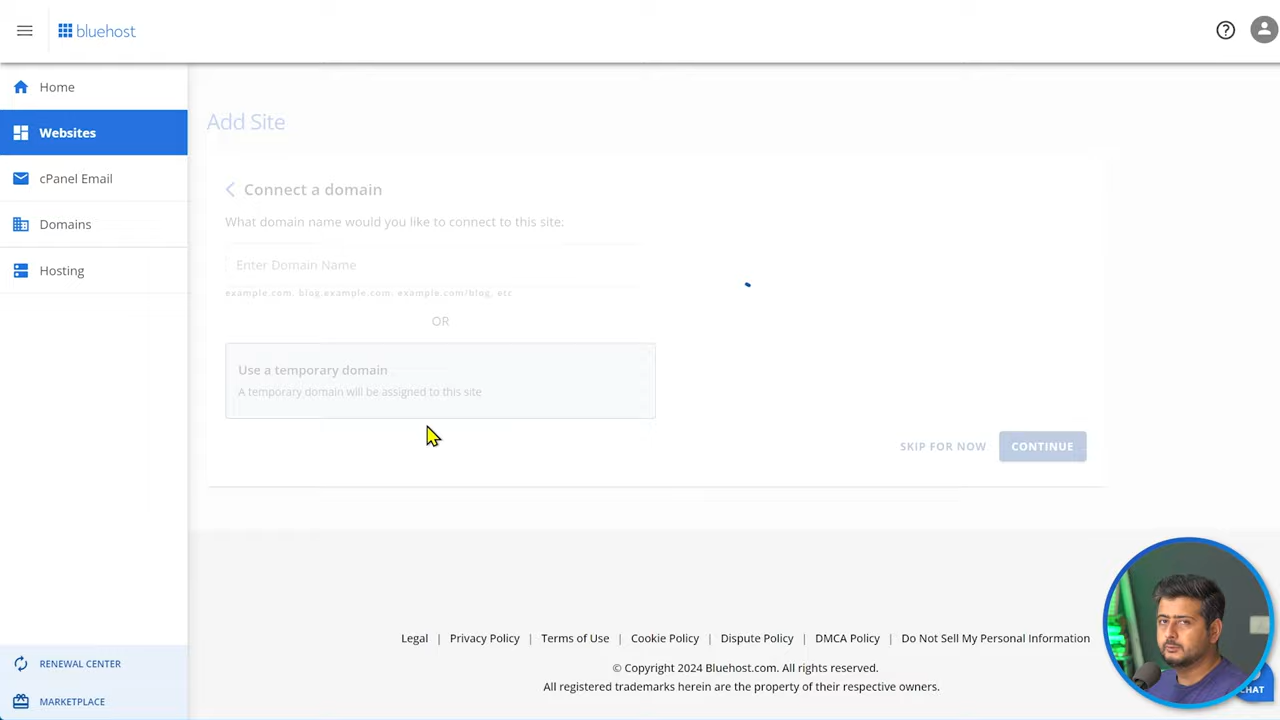 bluehost
Home
Websites
cPanel Email
Domains
Hosting
RENEWAL CENTER
MARKETPLACE
Add Site
Connect a domain
What domain name would you like to connect to this site:
Enter Domain Name
example.com, blog.example.com, example.com/blog, etc
OR
Use a temporary domain
A temporary domain will be assigned to this site
SKIP FOR NOW
CONTINUE
Legal | Privacy Policy | Terms of Use | Cookie Policy | Dispute Policy | DMCA Policy | Do Not Sell My Personal Information
© Copyright 2024 Bluehost.com. All rights reserved.
All registered trademarks herein are the property of their respective owners.